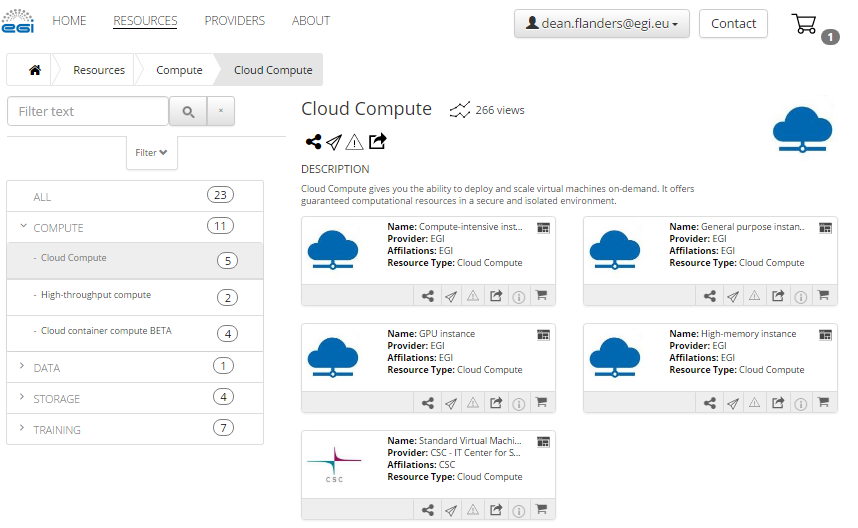 egi HOME RESOURCES PROVIDERS ABOUT dean.flanders@egi.eu Contact 1
Resources Compute Cloud Compute
Filter text ×
Filter
ALL 23
COMPUTE 11
- Cloud Compute 5
- High-throughput compute 2
- Cloud container compute BETA 4
DATA 1
STORAGE 4
TRAINING 7
Cloud Compute 266 views
DESCRIPTION
Cloud Compute gives you the ability to deploy and scale virtual machines on-demand. It offers
guaranteed computational resources in a secure and isolated environment.
Name: Compute-intensive inst...
Provider: EGI
Affilations: EGI
Resource Type: Cloud Compute
Name: General purpose instan..
Provider: EGI
Affilations: EGI
Resource Type: Cloud Compute
Name: GPU instance
Provider: EGI
Affilations: EGI
Resource Type: Cloud Compute
Name: High-memory instance
Provider: EGI
Affilations: EGI
Resource Type: Cloud Compute
CSC
Name: Standard Virtual Machi...
Provider: CSC - IT Center for S...
Affilations: CSC
Resource Type: Cloud Compute